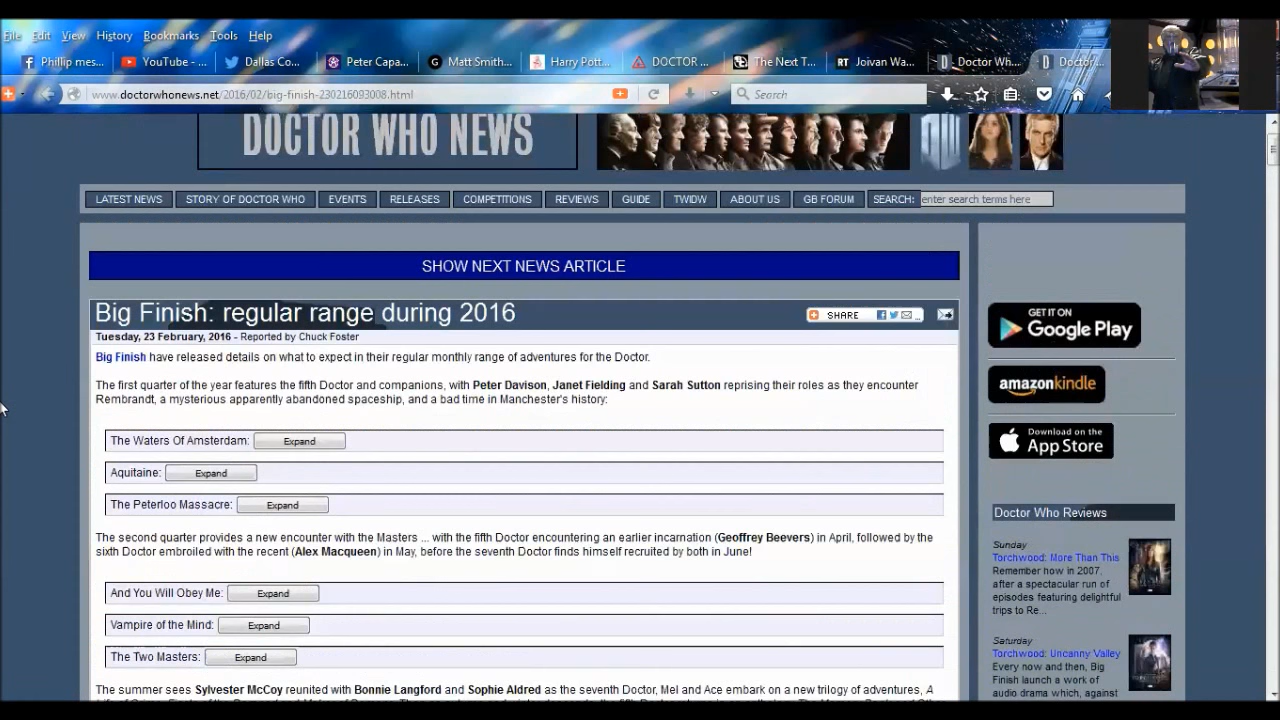 File Edit View History Bookmarks Tools Help
Phillip mes... YouTube - ... Dallas Co... Peter Capa... Matt Smith... Harry Pott... DOCTOR ... The Next T... Joivan Wa... Doctor Wh... Doctor
www.doctorwhonews.net/2016/02/big-finish-230216093008.html Search
DOCTOR WHO NEWS
LATEST NEWS STORY OF DOCTOR WHO EVENTS RELEASES COMPETITIONS REVIEWS GUIDE TWIDW ABOUT US GB FORUM SEARCH: enter search terms here
SHOW NEXT NEWS ARTICLE
Big Finish: regular range during 2016
SHARE
Tuesday, 23 February, 2016 - Reported by Chuck Foster
Big Finish have released details on what to expect in their regular monthly range of adventures for the Doctor.
The first quarter of the year features the fifth Doctor and companions, with Peter Davison, Janet Fielding and Sarah Sutton reprising their roles as they encounter
Rembrandt, a mysterious apparently abandoned spaceship, and a bad time in Manchester's history:
The Waters Of Amsterdam: Expand
Aquitaine: Expand
The Peterloo Massacre: Expand
The second quarter provides a new encounter with the Masters ... with the fifth Doctor encountering an earlier incarnation (Geoffrey Beevers) in April, followed by the
sixth Doctor embroiled with the recent (Alex Macqueen) in May, before the seventh Doctor finds himself recruited by both in June!
And You Will Obey Me: Expand
Vampire of the Mind: Expand
The Two Masters: Expand
The summer sees Sylvester McCoy reunited with Bonnie Langford and Sophie Aldred as the seventh Doctor, Mel and Ace embark on a new trilogy of adventures, A
GET IT ON
Google Play
amazonkindle
Download on the
App Store
Doctor Who Reviews
Sunday
Torchwood: More Than This
Remember how in 2007,
after a spectacular run of
episodes featuring delightful
trips to Re...
Saturday
Torchwood: Uncanny Valley
Every now and then, Big
Finish launch a work of
audio drama which, against